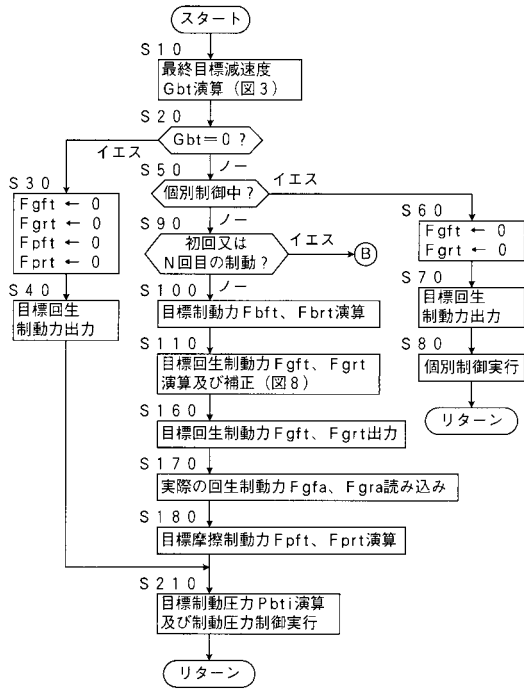 スタート
S10
最終目標減速度
Gbt演算(図3)
S20
Gbt=0?
イエス
ノー
S30
Fgft ← 0
Fgrt ← 0
Fpft ← 0
Fprt ← 0
S40
目標回生
制動力出力
S50
個別制御中?
イエス
ノー
S60
Fgft ← 0
Fgrt ← 0
S70
目標回生
制動力出力
S80
個別制御実行
リターン
S90
初回又は
N回目の制動?
イエス
B
ノー
S100
目標制動力Fbft、Fbrt演算
S110
目標回生制動力Fgft、Fgrt
演算及び補正(図8)
S160
目標回生制動力Fgft、Fgrt出力
S170
実際の回生制動力Fgfa、Fgra読み込み
S180
目標摩擦制動力Fpft、Fprt演算
S210
目標制動圧力Pbti演算
及び制動圧力制御実行
リターン